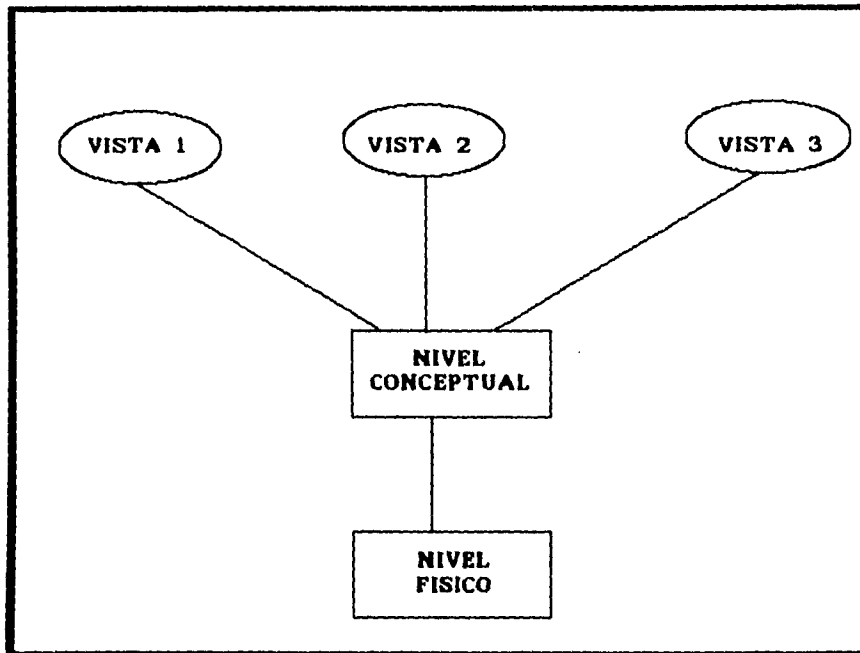 VISTA 1
VISTA 2
VISTA 3
NIVEL
CONCEPTUAL
NIVEL
FISICO